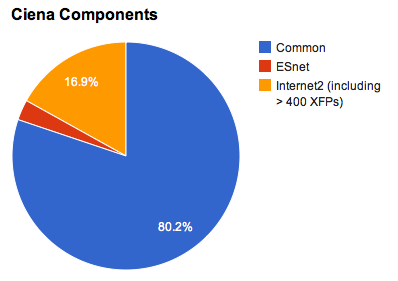 Ciena Components
Common
ESnet
Internet2 (including
> 400 XFPs)
16.9%
80.2%